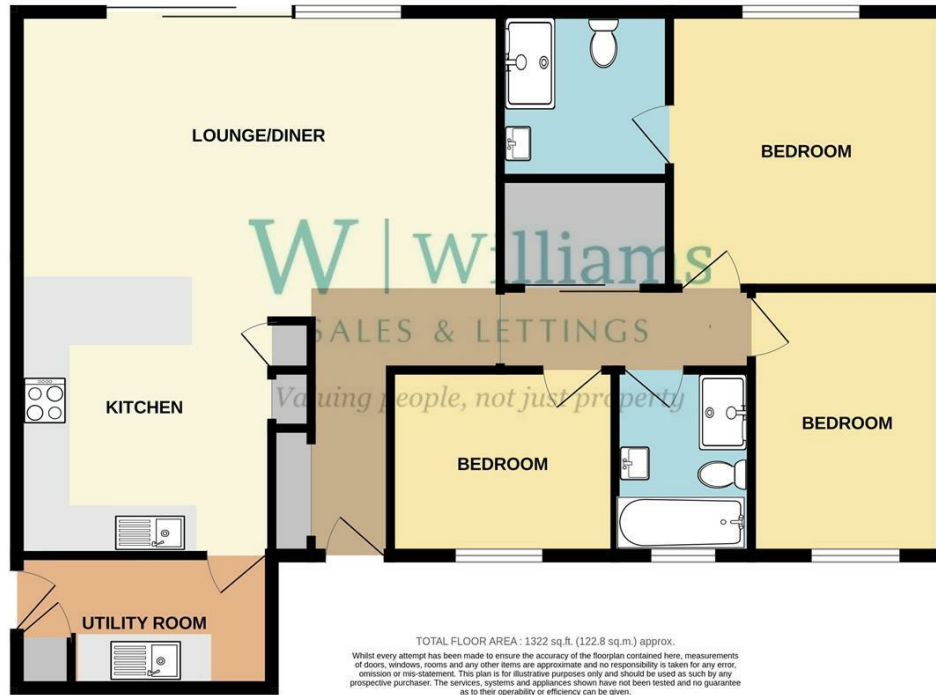 LOUNGE/DINER
BEDROOM
W | Williams
SALES & LETTINGS
Valuing people, not just property
KITCHEN
BEDROOM
BEDROOM
UTILITY ROOM
TOTAL FLOOR AREA : 1322 sq.ft. (122.8 sq.m.) approx.
Whilst every attempt has been made to ensure the accuracy of the floorplan contained here, measurements
of doors, windows, rooms and any other items are approximate and no responsibility is taken for any error,
omission or mis-statement. This plan is for illustrative purposes only and should be used as such by any
prospective purchaser. The services, systems and appliances shown have not been tested and no guarantee
as to their operability or efficiency can be given.